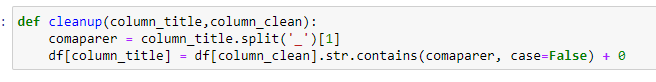 : def cleanup(column_title,column_clean):
    comaparer = column_title.split('_')[1]
    df[column_title] = df[column_clean].str.contains(comaparer, case=False) + 0